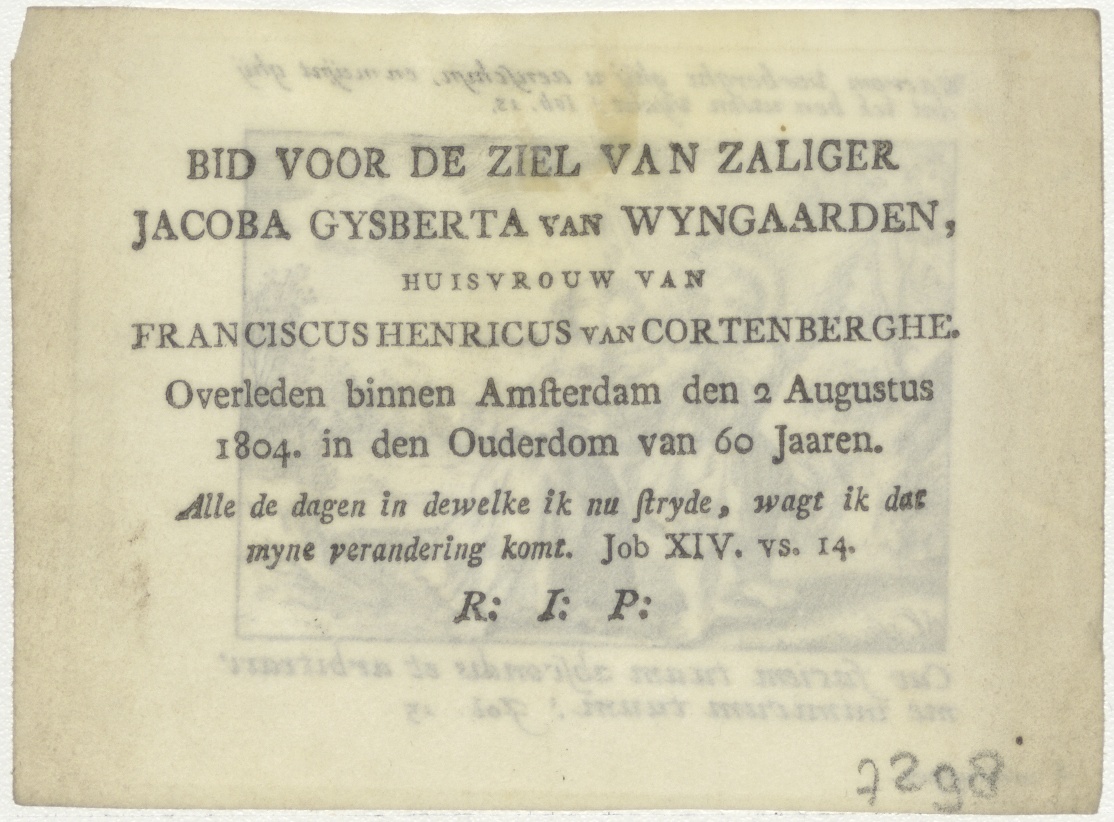 BID VOOR DE ZIEL VAN ZALIGER
JACOBA GYSBERTA VAN WYNGAARDEN,
HUISVROUW VAN
FRANCISCUS HENRICUS VAN CORTENBERGHE.
Overleden binnen Amſterdam den 2 Augustus
1804. in den Ouderdom van 60 Jaaren.
Alle de dagen in dewelke ik nu ſtryde, wagt ik dat
myne verandering komt. Job XIV. vs. 14.
R: I: P: